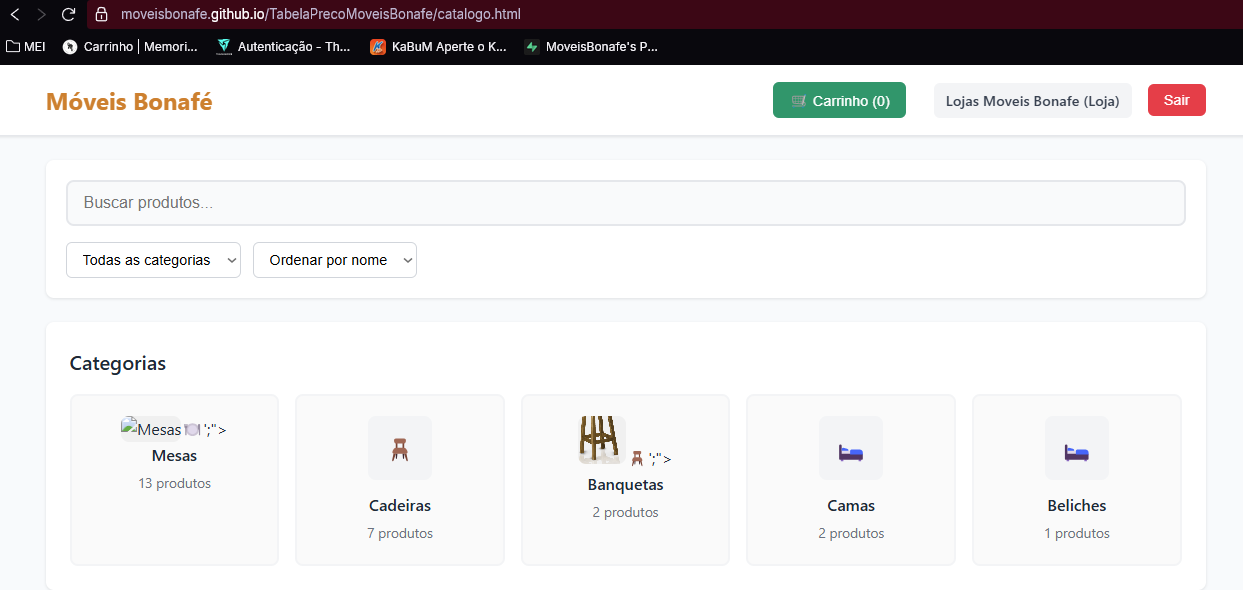 moveisbonafe.github.io/TabelaPrecoMoveisBonafe/catalogo.html
MEI Carrinho | Memori... Autenticação - Th... KaBuM Aperte o K... MoveisBonafe's P...
Móveis Bonafé
Carrinho (0)
Lojas Moveis Bonafe (Loja)
Sair
Buscar produtos...
Todas as categorias
Ordenar por nome
Categorias
Mesas🍽️';">
Mesas
13 produtos
Cadeiras
7 produtos
🪑';">
Banquetas
2 produtos
Camas
2 produtos
Beliches
1 produtos